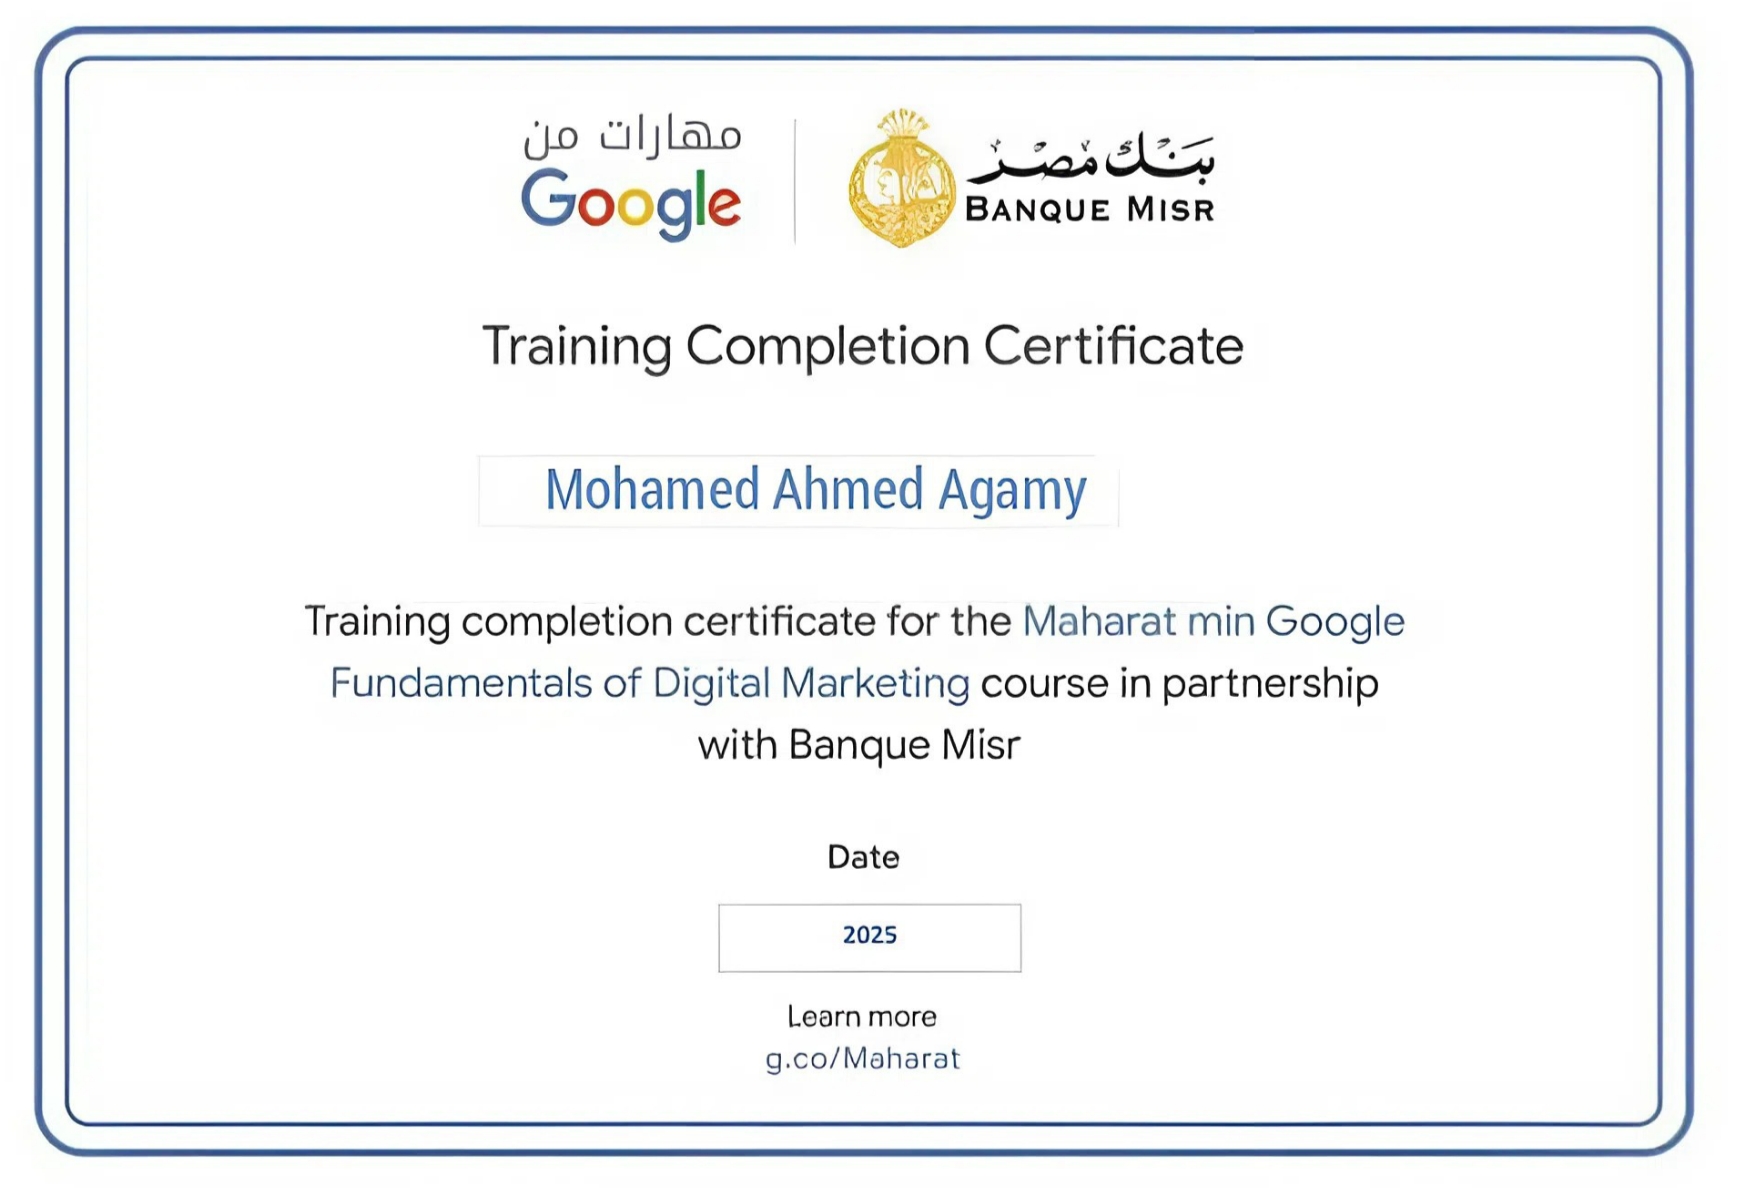 مهارات من
Google
بنك مصر
BANQUE MISR
Training Completion Certificate
Mohamed Ahmed Agamy
Training completion certificate for the Maharat min Google
Fundamentals of Digital Marketing course in partnership
with Banque Misr
Date
2025
Learn more
g.co/Maharat